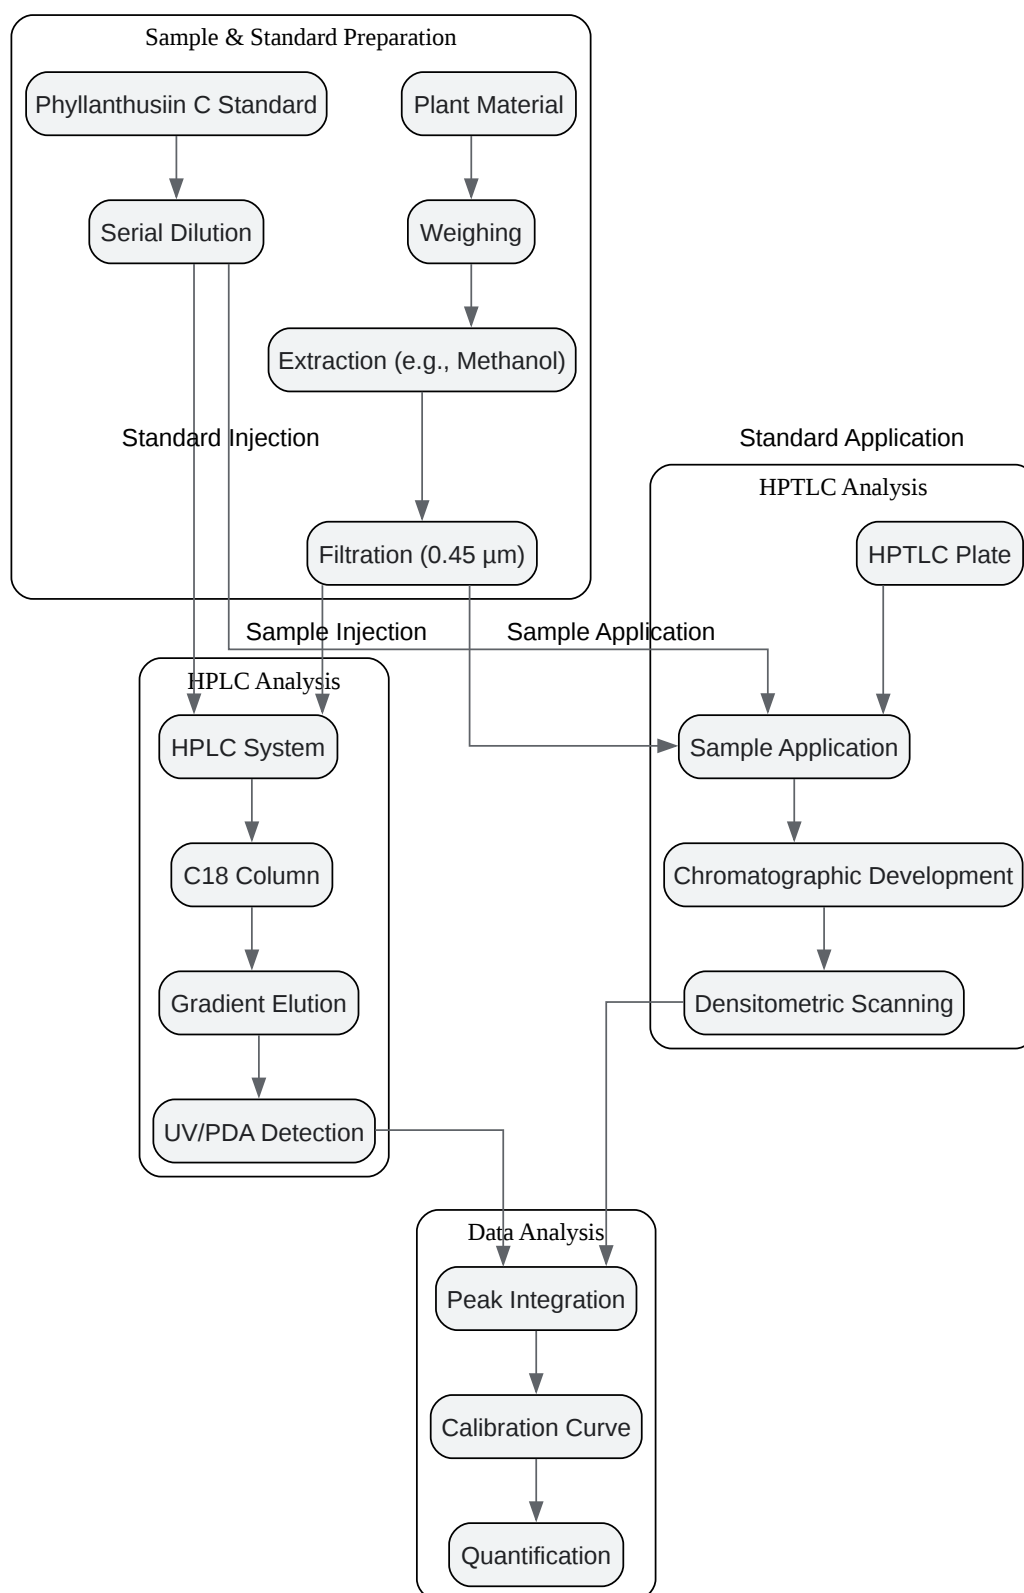 Sample & Standard Preparation
Phyllanthusiin C Standard
Plant Material
Serial Dilution
Weighing
Extraction (e.g., Methanol)
Standard Injection
Standard Application
HPTLC Analysis
Filtration (0.45 µm)
HPTLC Plate
Sample Injection
Sample Application
HPLC Analysis
HPLC System
Sample Application
C18 Column
Chromatographic Development
Gradient Elution
Densitometric Scanning
UV/PDA Detection
Data Analysis
Peak Integration
Calibration Curve
Quantification